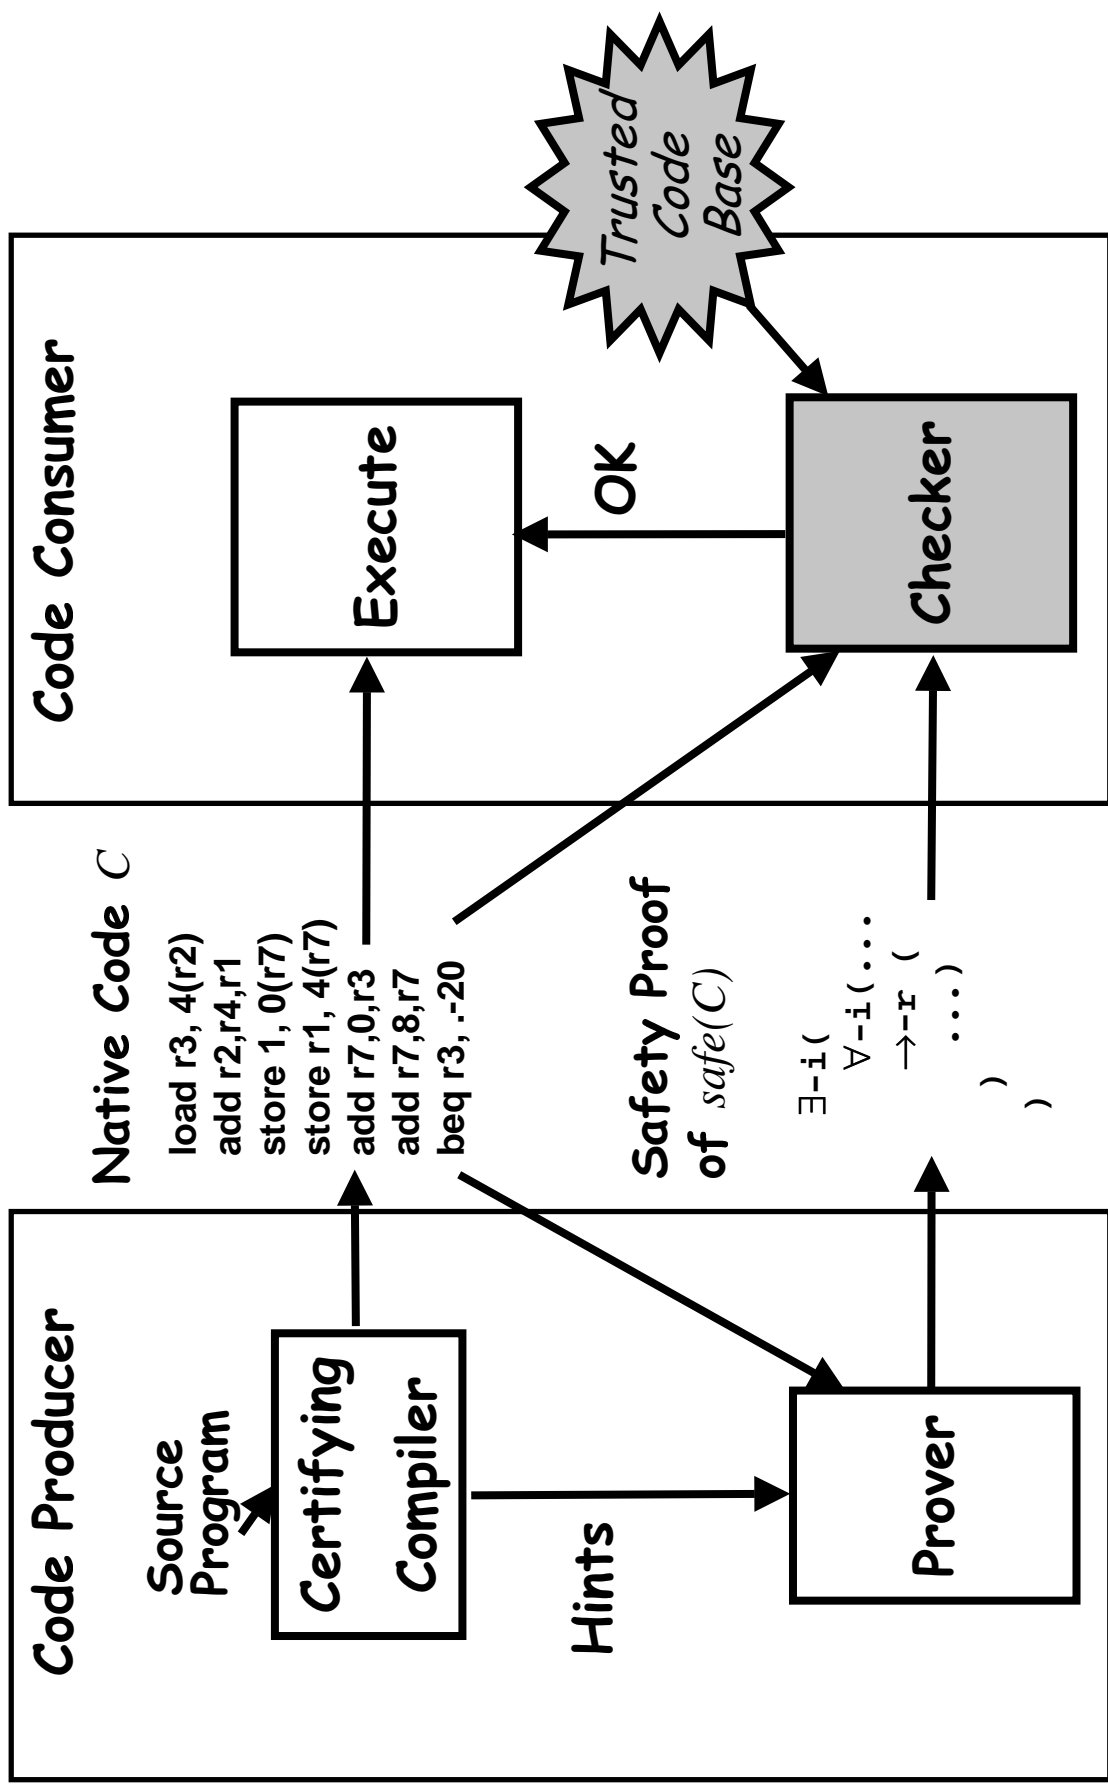 Code Producer
Source
Program
Certifying
Compiler
Hints
Prover
Native Code C
load r3, 4(r2)
add r2,r4,r1
store 1, 0(r7)
store r1, 4(r7)
add r7,0,r3
add r7,8,r7
beq r3, .-20
Safety Proof
of safe(C)
∃-i(
∀-i(...
→-r (
...)
)
)
Code Consumer
Execute
OK
Checker
Trusted
Code
Base